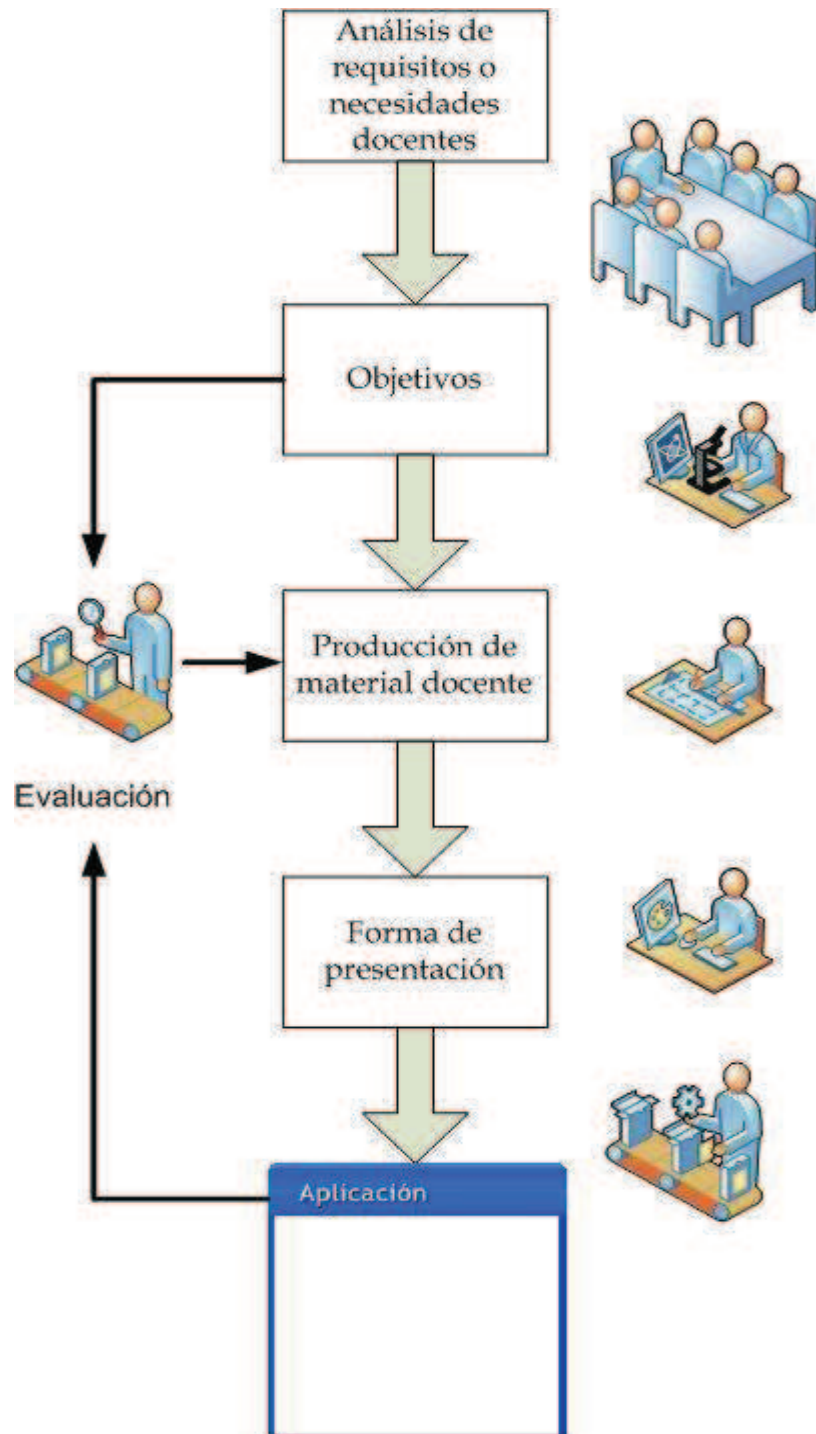 Análisis de
requisitos o
necesidades
docentes
Objetivos
Producción de
material docente
Evaluación
Forma de
presentación
Aplicación